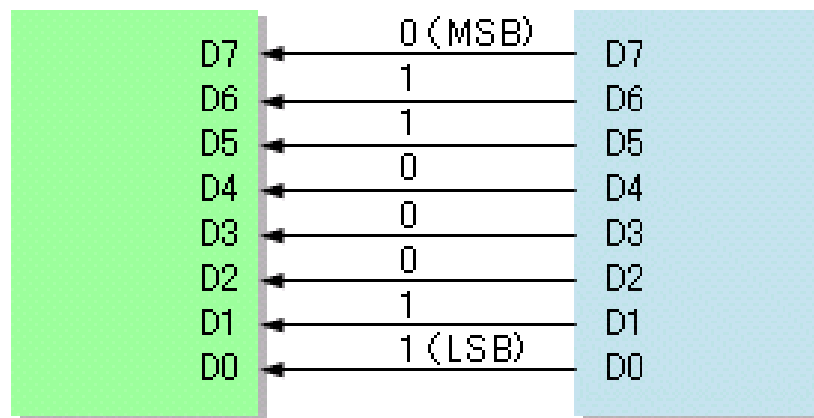 0(MSB)
D7 D7
1
D6 D6
1
D5 D5
0
D4 D4
0
D3 D3
0
D2 D2
1
D1 D1
1(LSB)
D0 D0